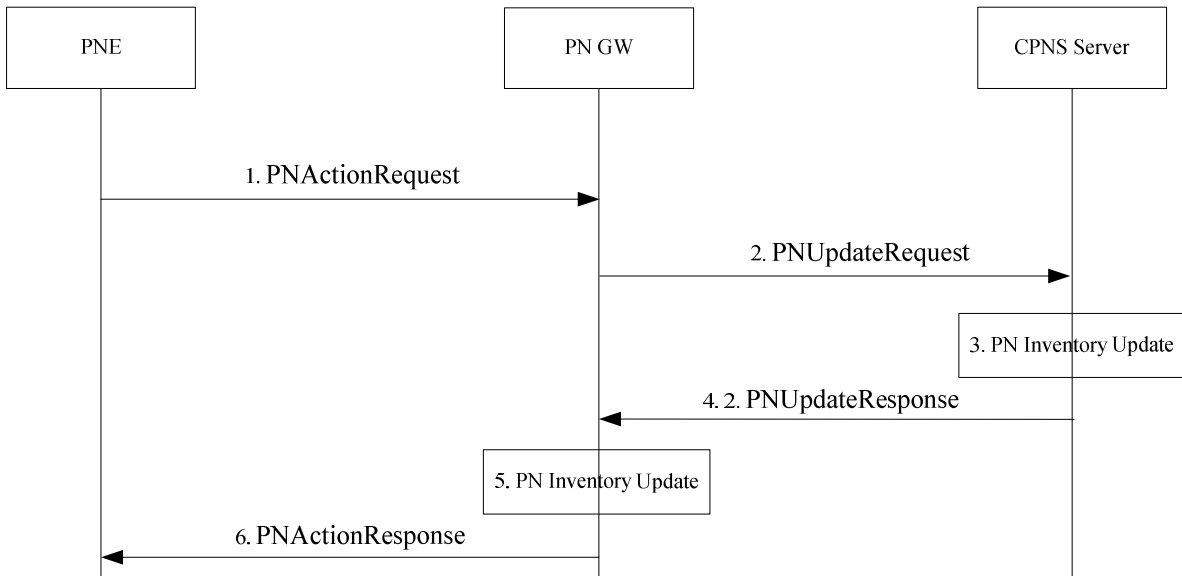 PNE
PN GW
CPNS Server
1. PNActionRequest
2. PNUpdateRequest
3. PN Inventory Update
4. 2. PNUpdateResponse
5. PN Inventory Update
6. PNActionResponse